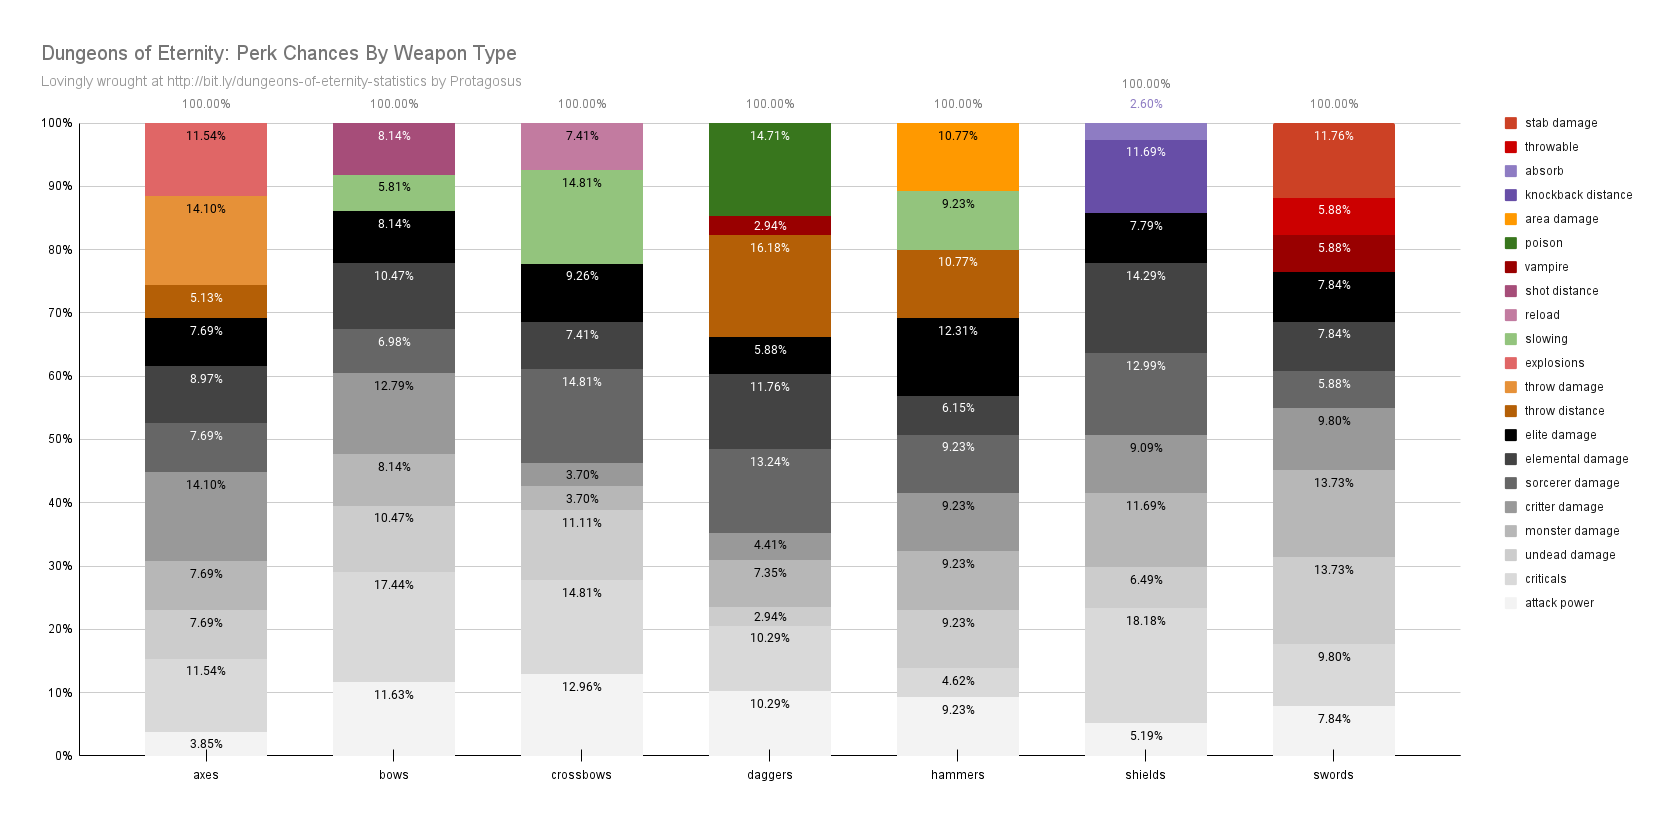 Dungeons of Eternity: Perk Chances By Weapon Type
Lovingly wrought at http://bit.ly/dungeons-of-eternity-statistics by Protagosus
100.00%
100.00% 100.00% 100.00% 100.00% 100.00% 2.60% 100.00%
100%
90%
80%
70%
60%
50%
40%
30%
20%
10%
0%
11.54%
14.10%
5.13%
7.69%
8.97%
7.69%
14.10%
7.69%
7.69%
11.54%
3.85%
axes
8.14%
5.81%
8.14%
10.47%
6.98%
12.79%
8.14%
10.47%
17.44%
11.63%
bows
7.41%
14.81%
9.26%
7.41%
14.81%
3.70%
3.70%
11.11%
14.81%
12.96%
crossbows
14.71%
2.94%
16.18%
5.88%
11.76%
13.24%
4.41%
7.35%
2.94%
10.29%
10.29%
daggers
10.77%
9.23%
10.77%
12.31%
6.15%
9.23%
9.23%
9.23%
9.23%
4.62%
9.23%
hammers
11.69%
7.79%
14.29%
12.99%
9.09%
11.69%
6.49%
18.18%
5.19%
shields
11.76%
5.88%
5.88%
7.84%
7.84%
5.88%
9.80%
13.73%
13.73%
9.80%
7.84%
swords
stab damage
throwable
absorb
knockback distance
area damage
poison
vampire
shot distance
reload
slowing
explosions
throw damage
throw distance
elite damage
elemental damage
sorcerer damage
critter damage
monster damage
undead damage
criticals
attack power